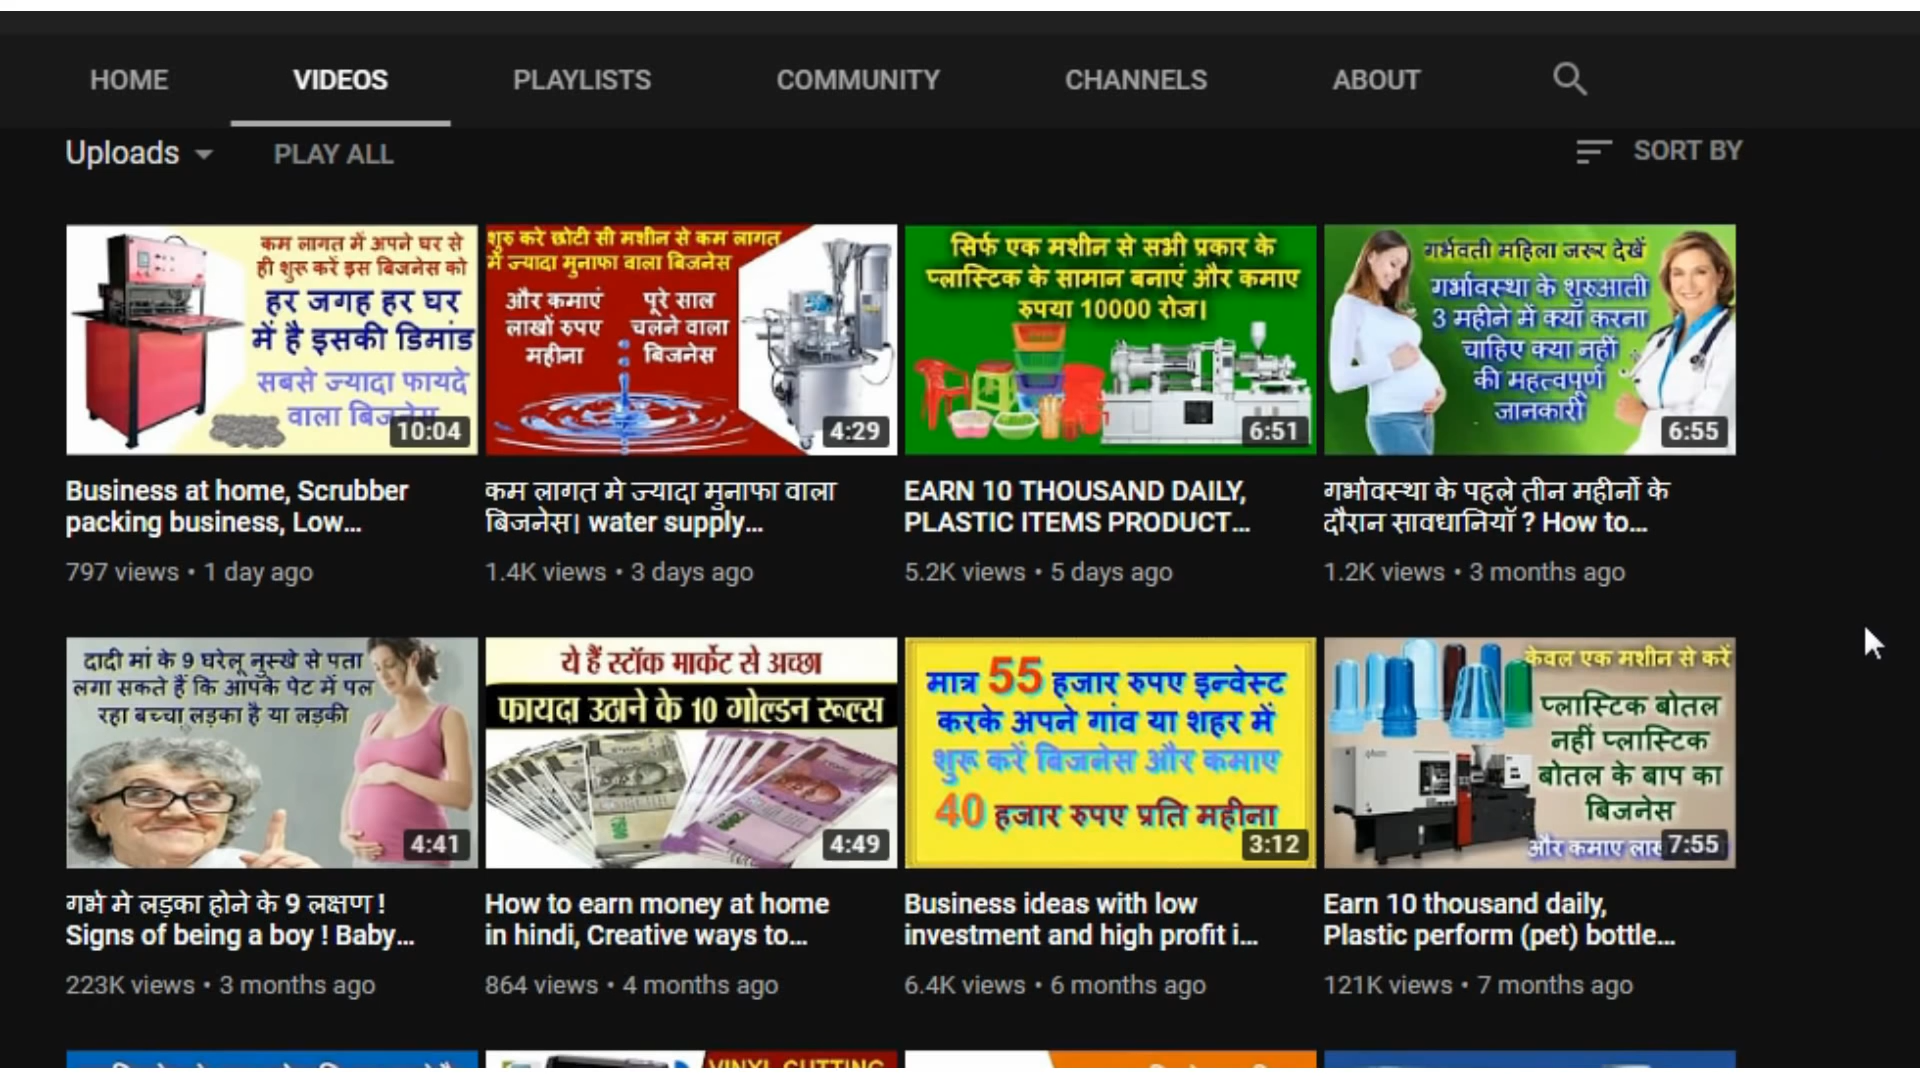 HOME VIDEOS PLAYLISTS COMMUNITY CHANNELS ABOUT
Uploads PLAY ALL SORT BY
कम लागत में अपने घर से
ही शुरू करें इस बिजनेस को
हर जगह हर घर
में है इसकी डिमांड
सबसे ज्यादा फायदे
वाला
10:04
Business at home, Scrubber
packing business, Low...
797 views • 1 day ago
शुरु करे छोटी सी मशीन से कम लागत
में ज्यादा मुनाफा वाला बिजनेस
और कमाएं
लाखों रुपए
महीना
पूरे साल
चलने वाला
बिजनेस
4:29
कम लागत मे ज्यादा मुनाफा वाला
बिजनेस। water supply...
1.4K views • 3 days ago
सिर्फ एक मशीन से सभी प्रकार के
प्लास्टिक के सामान बनाएं और कमाए
रुपया 10000 रोज।
6:51
EARN 10 THOUSAND DAILY,
PLASTIC ITEMS PRODUCT...
5.2K views • 5 days ago
गर्भवती महिला जरूर देखें
गर्भावस्था के शुरुआती
3 महीने में क्या करना
चाहिए क्या नहीं
की महत्वपूर्ण
जानकारी
6:55
गर्भावस्था के पहले तीन महीनों के
दौरान सावधानियाँ ? How to...
1.2K views • 3 months ago
दादी मां के 9 घरेलू नुस्खे से पता
लगा सकते हैं कि आपके पेट में पल
रहा बच्चा लड़का है या लड़की
4:41
गर्भ मे लड़का होने के 9 लक्षण !
Signs of being a boy ! Baby...
223K views • 3 months ago
ये हैं स्टॉक मार्केट से अच्छा
फायदा उठाने के 10 गोल्डन रूल्स
4:49
How to earn money at home
in hindi, Creative ways to...
864 views • 4 months ago
मात्र 55 हजार रुपए इन्वेस्ट
करके अपने गांव या शहर में
शुरू करें बिजनेस और कमाए
40 हजार रुपए प्रति महीना
3:12
Business ideas with low
investment and high profit i...
6.4K views • 6 months ago
केवल एक मशीन से करें
प्लास्टिक बोतल
नहीं प्लास्टिक
बोतल के बाप का
बिजनेस
और कमाए
7:55
Earn 10 thousand daily,
Plastic perform (pet) bottle...
121K views • 7 months ago
VINYL CUTTING